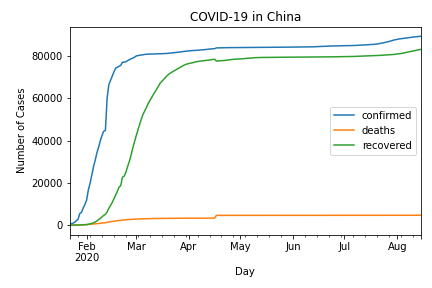 COVID-19 in China
Number of Cases
80000
60000
40000
20000
0
confirmed
deaths
recovered
Feb Mar Apr May Jun Jul Aug
2020
Day